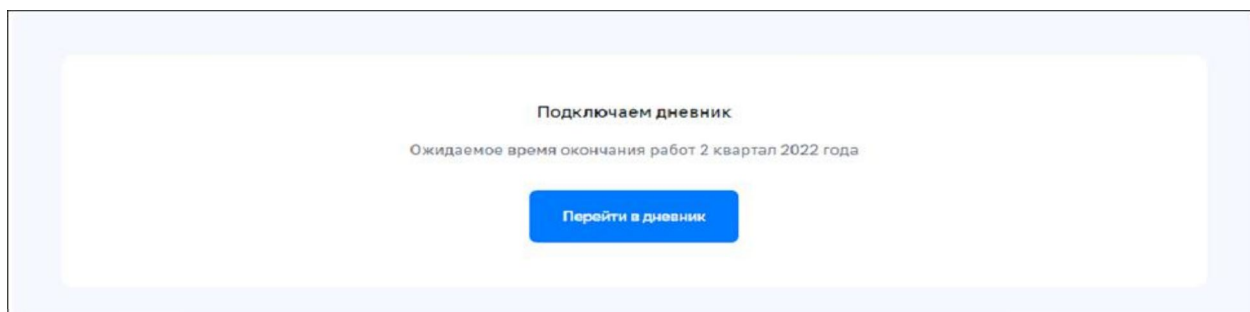 Подключаем дневник
Ожидаемое время окончания работ 2 квартал 2022 года
Перейти в дневник